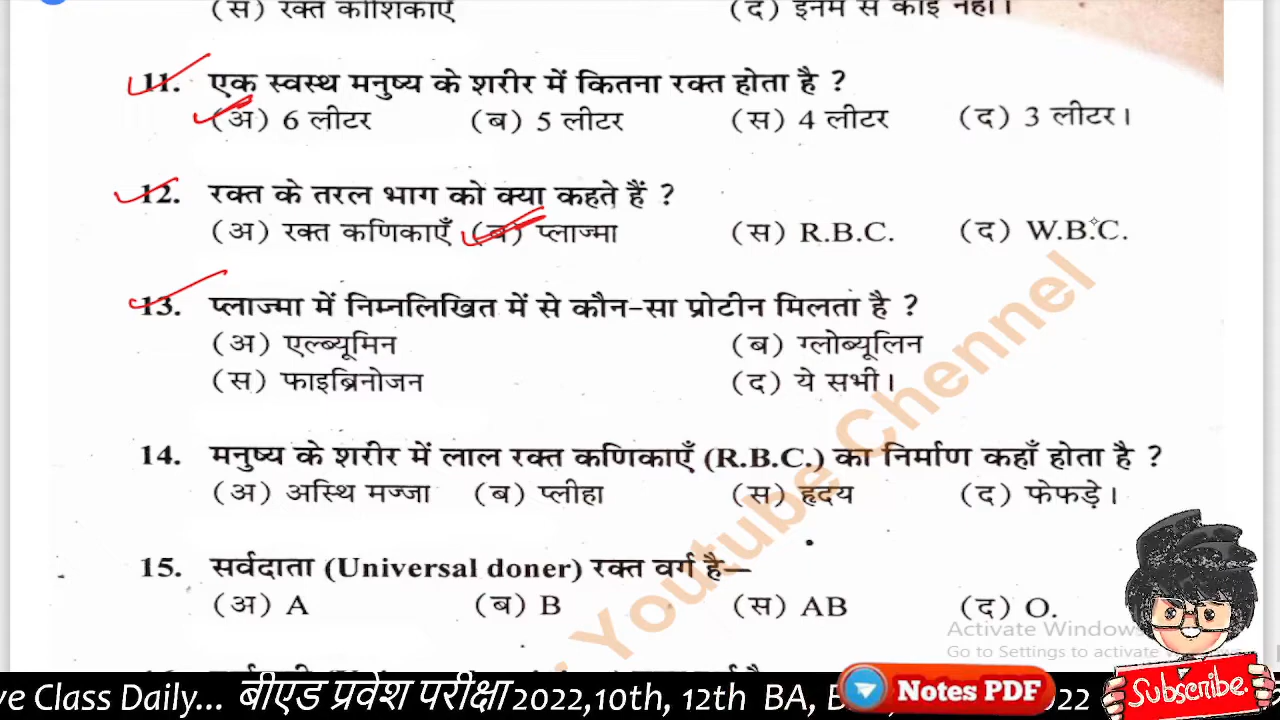 (स) रक्त कोशिकाएँ (द) इनमें से कोई नहीं।
11. एक स्वस्थ मनुष्य के शरीर में कितना रक्त होता है ?
(अ) 6 लीटर (ब) 5 लीटर (स) 4 लीटर (द) 3 लीटर।
12. रक्त के तरल भाग को क्या कहते हैं ?
(अ) रक्त कणिकाएँ (ब) प्लाज्मा (स) R.B.C. (द) W.B.C.
13. प्लाज्मा में निम्नलिखित में से कौन-सा प्रोटीन मिलता है ?
(अ) एल्ब्यूमिन (ब) ग्लोब्यूलिन
(स) फाइब्रिनोजन (द) ये सभी।
14. मनुष्य के शरीर में लाल रक्त कणिकाएँ (R.B.C.) का निर्माण कहाँ होता है ?
(अ) अस्थि मज्जा (ब) प्लीहा (स) हृदय (द) फेफड़े।
15. सर्वदाता (Universal doner) रक्त वर्ग है—
(अ) A (ब) B (स) AB (द) O.
Youtube Chennel
Activate Windows
Go to Settings to activate
ve Class Daily... बीएड प्रवेश परीक्षा 2022,10th, 12th BA, B 2022
Notes PDF
Subscribe